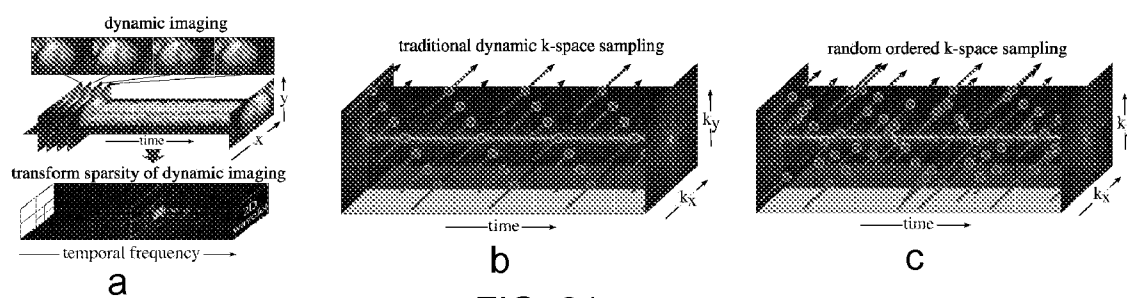 dynamic imaging
y
x
time
transform sparsity of dynamic imaging
2D
temporal frequency
a
traditional dynamic k-space sampling
ky
kx
time
b
random ordered k-space sampling
k
kx
time
c